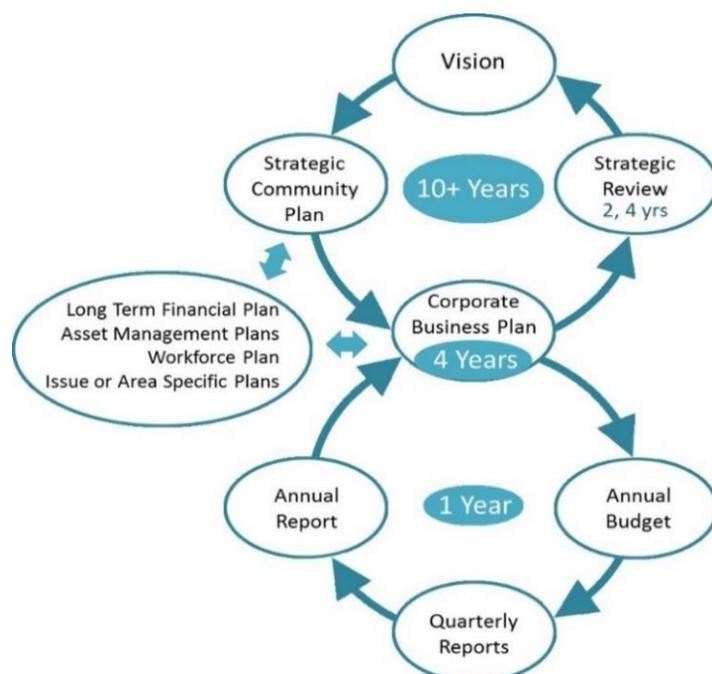 Vision
Strategic
Community
Plan
10+ Years
Strategic
Review
2, 4 yrs
Long Term Financial Plan
Asset Management Plans
Workforce Plan
Issue or Area Specific Plans
Corporate
Business Plan
4 Years
Annual
Report
1 Year
Annual
Budget
Quarterly
Reports